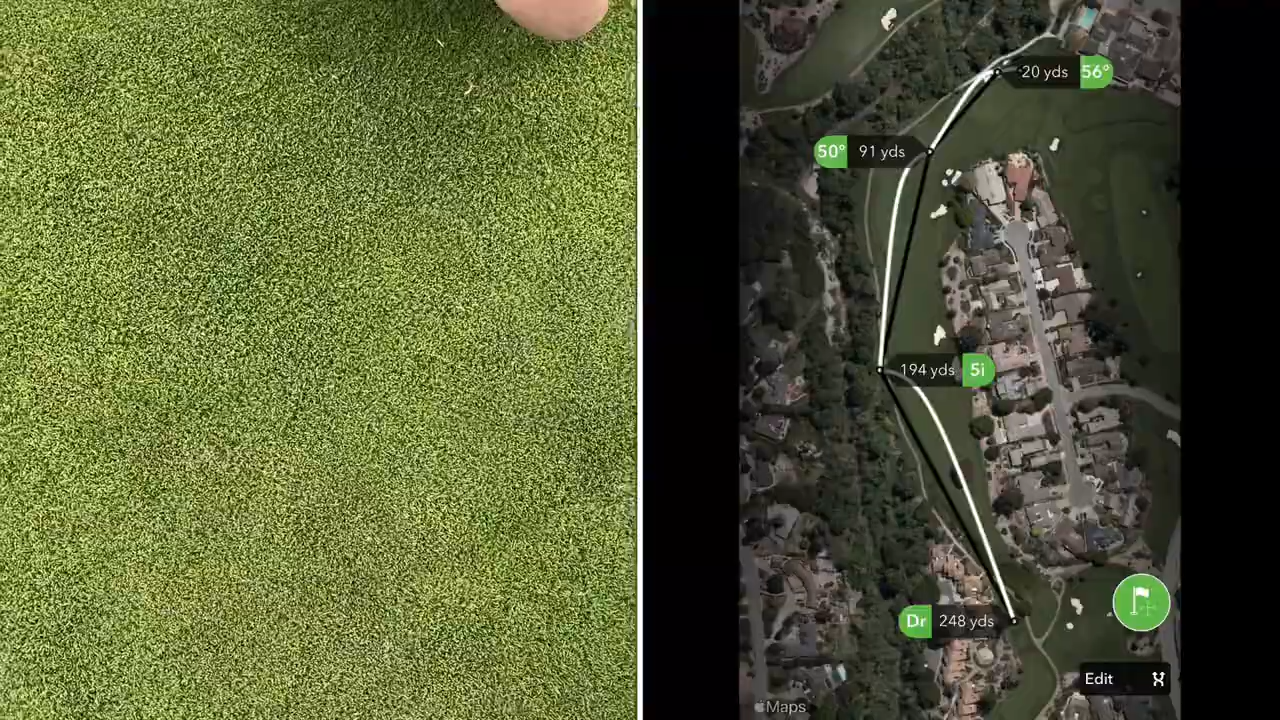 20 yds 56°
50° 91 yds
194 yds 5i
Dr 248 yds
Edit
Maps